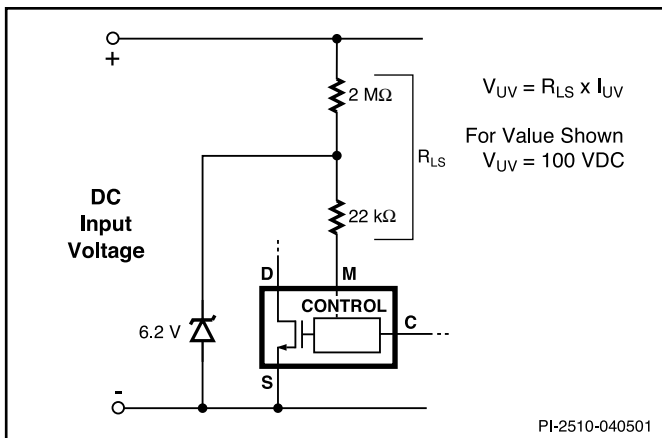 +
2 MΩ
V_UV = R_LS x I_UV
For Value Shown
V_UV = 100 VDC
R_LS
DC
Input
Voltage
22 kΩ
D
M
CONTROL
C
6.2 V
S
-
PI-2510-040501